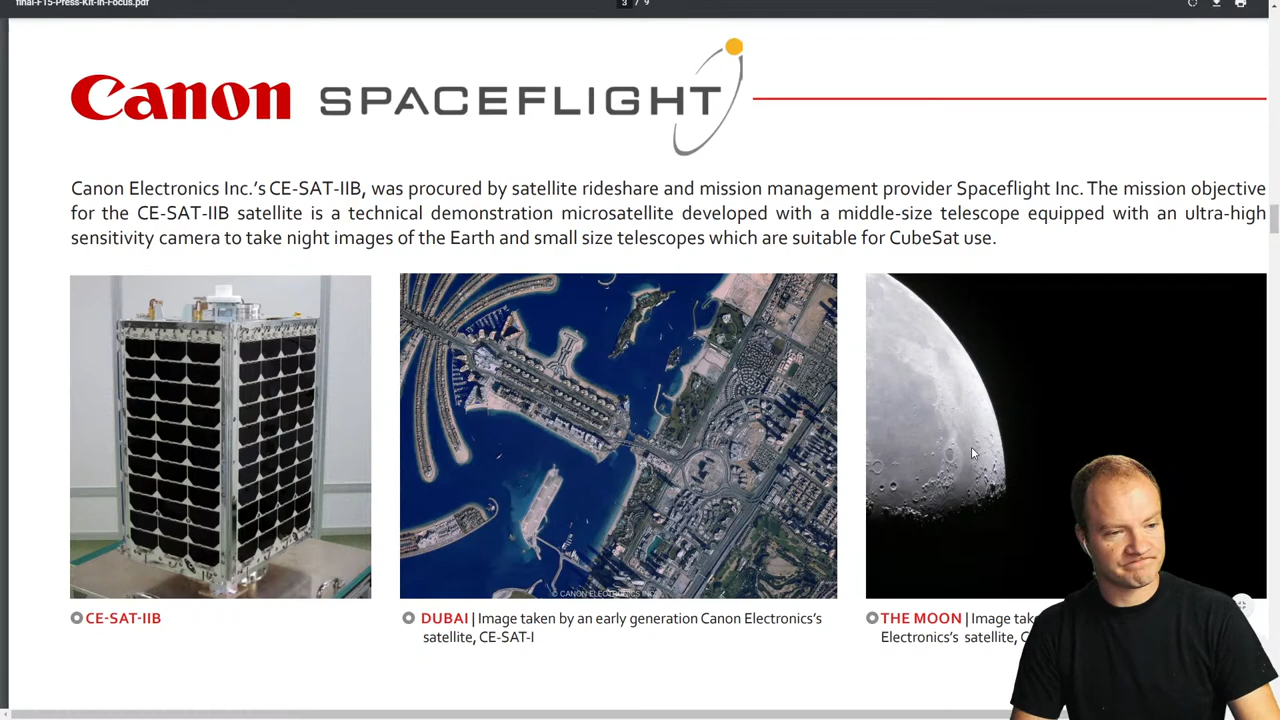 final-F15-Press-Kit-In-Focus.pdf
3 / 9
Canon SPACEFLIGHT
Canon Electronics Inc.'s CE-SAT-IIB, was procured by satellite rideshare and mission management provider Spaceflight Inc. The mission objective
for the CE-SAT-IIB satellite is a technical demonstration microsatellite developed with a middle-size telescope equipped with an ultra-high
sensitivity camera to take night images of the Earth and small size telescopes which are suitable for CubeSat use.
© CANON ELECTRONICS INC.
CE-SAT-IIB
DUBAI | Image taken by an early generation Canon Electronics's
satellite, CE-SAT-I
THE MOON | Image
Electronics's satellite,